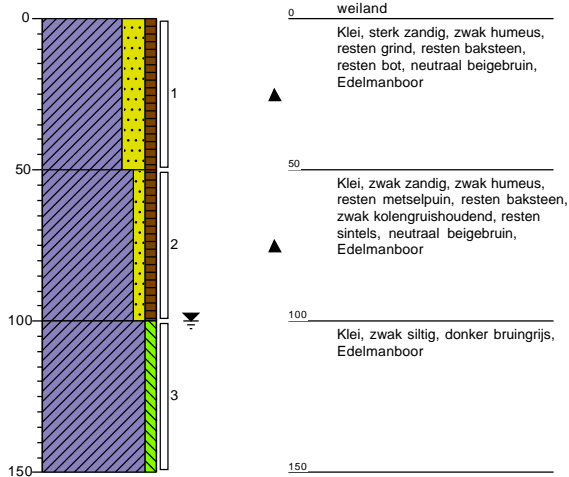 0
50
100
150
1
2
3
0
weiland
Klei, sterk zandig, zwak humeus,
resten grind, resten baksteen,
resten bot, neutraal beigebruin,
Edelmanboor
50
Klei, zwak zandig, zwak humeus,
resten metselpuin, resten baksteen,
zwak kolengruishoudend, resten
sintels, neutraal beigebruin,
Edelmanboor
100
Klei, zwak siltig, donker bruingrijs,
Edelmanboor
150